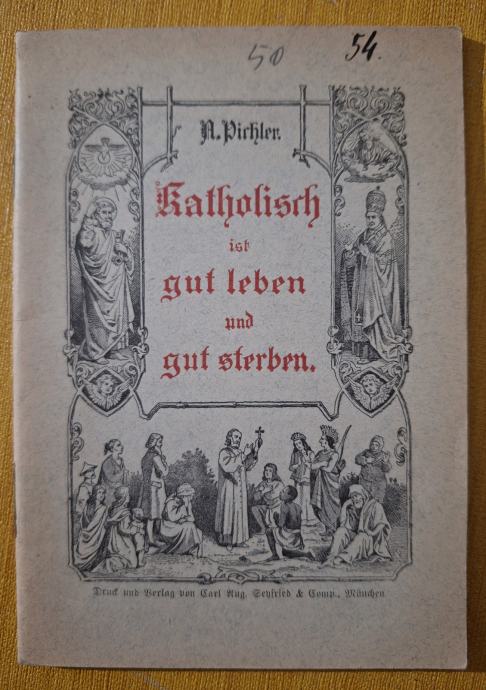 50 54.
A. Pichler.
Katholisch
ist
gut leben
und
gut sterben.
Druck und Verlag von Carl Aug. Seyfried & Comp., München